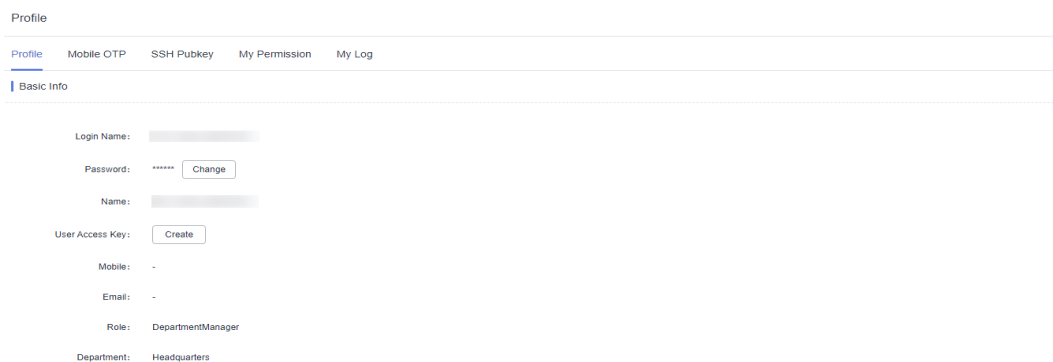 Profile
Profile Mobile OTP SSH Pubkey My Permission My Log
Basic Info
Login Name:
Password: ****** Change
Name:
User Access Key: Create
Mobile: -
Email: -
Role: DepartmentManager
Department: Headquarters